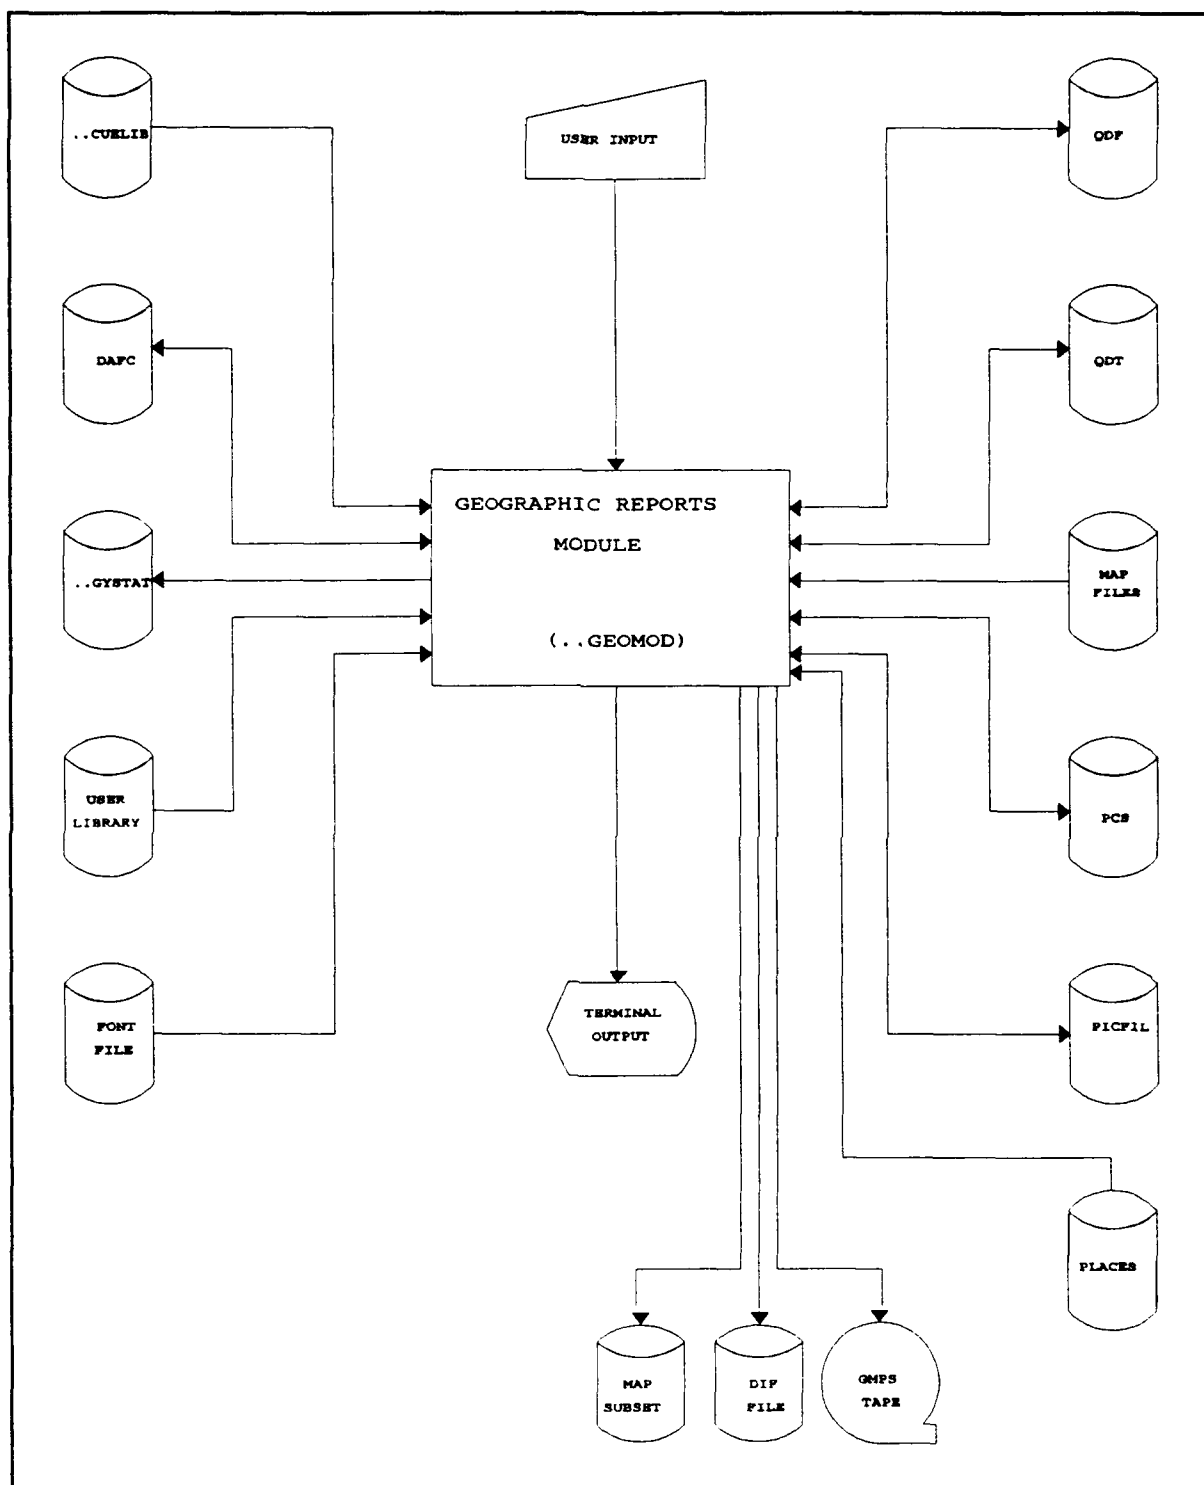 ..CUELIB
USER INPUT
QDF
DAFC
QDT
GEOGRAPHIC REPORTS
MODULE
(..GEOMOD)
..GYSTAT
MAP
FILES
USER
LIBRARY
PCS
FONT
FILE
TERMINAL
OUTPUT
PICFIL
PLACES
MAP
SUBSET
DIF
FILE
GMPS
TAPE